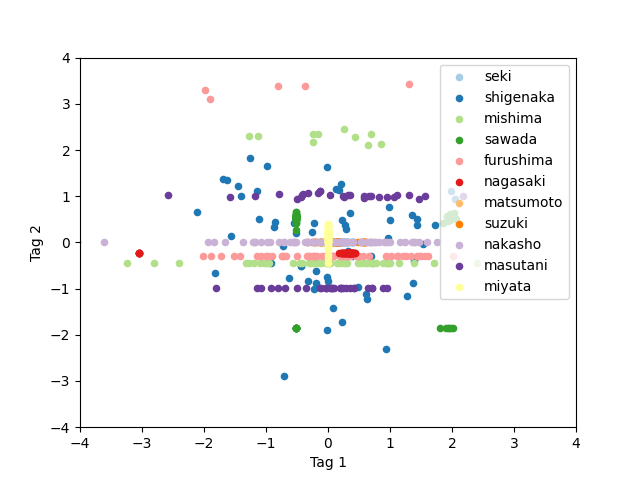 4
3
2
1
0
−1
−2
−3
−4
Tag 2
−4 −3 −2 −1 0 1 2 3 4
Tag 1
seki
shigenaka
mishima
sawada
furushima
nagasaki
matsumoto
suzuki
nakasho
masutani
miyata